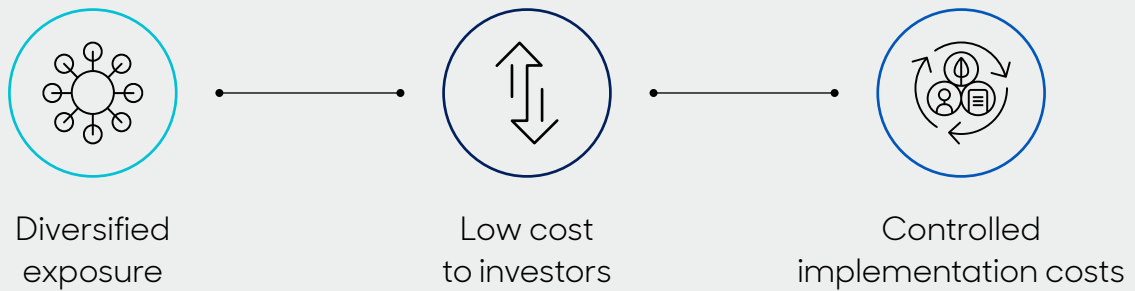 Diversified
exposure
Low cost
to investors
Controlled
implementation costs